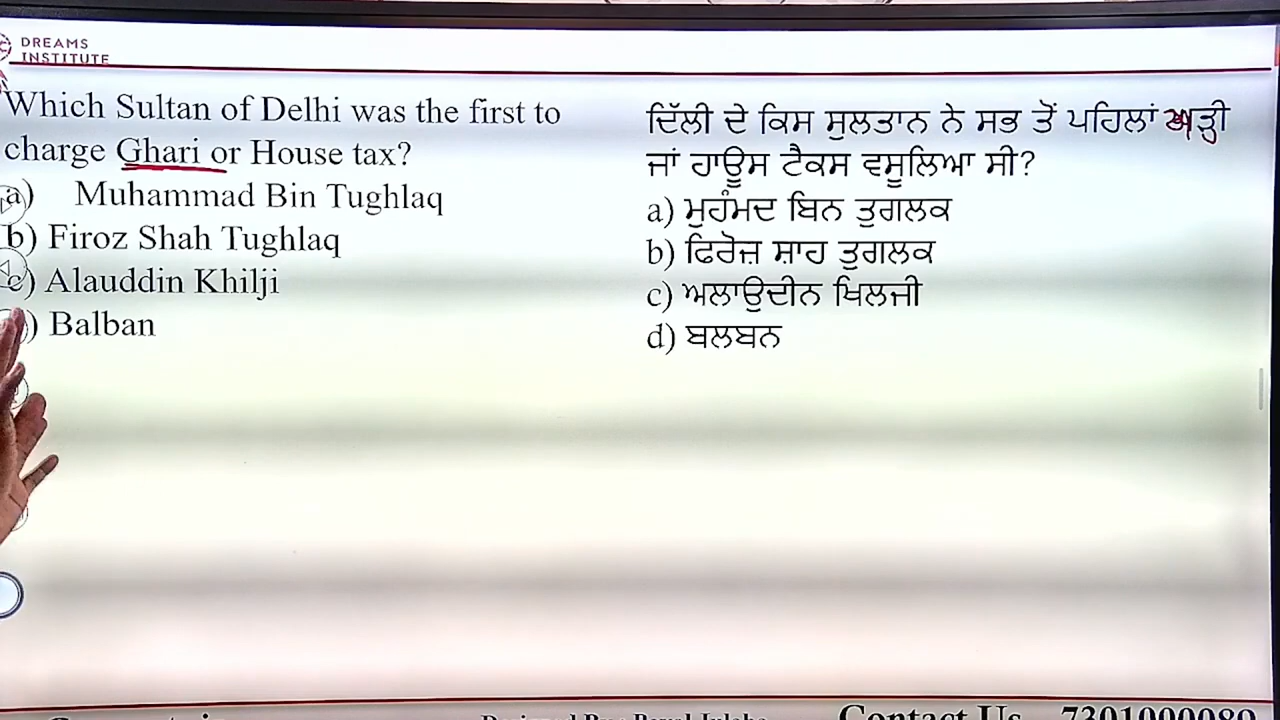 DREAMS
INSTITUTE
Which Sultan of Delhi was the first to
charge Ghari or House tax?
a) Muhammad Bin Tughlaq
b) Firoz Shah Tughlaq
c) Alauddin Khilji
) Balban
ਦਿੱਲੀ ਦੇ ਕਿਸ ਸੁਲਤਾਨ ਨੇ ਸਭ ਤੋਂ ਪਹਿਲਾਂ
ਜਾਂ ਹਾਊਸ ਟੈਕਸ ਵਸੂਲਿਆ ਸੀ?
a) ਮੁਹੰਮਦ ਬਿਨ ਤੁਗਲਕ
b) ਫਿਰੋਜ਼ ਸ਼ਾਹ ਤੁਗਲਕ
c) ਅਲਾਉਦੀਨ ਖਿਲਜੀ
d) ਬਲਬਨ
Contact Us